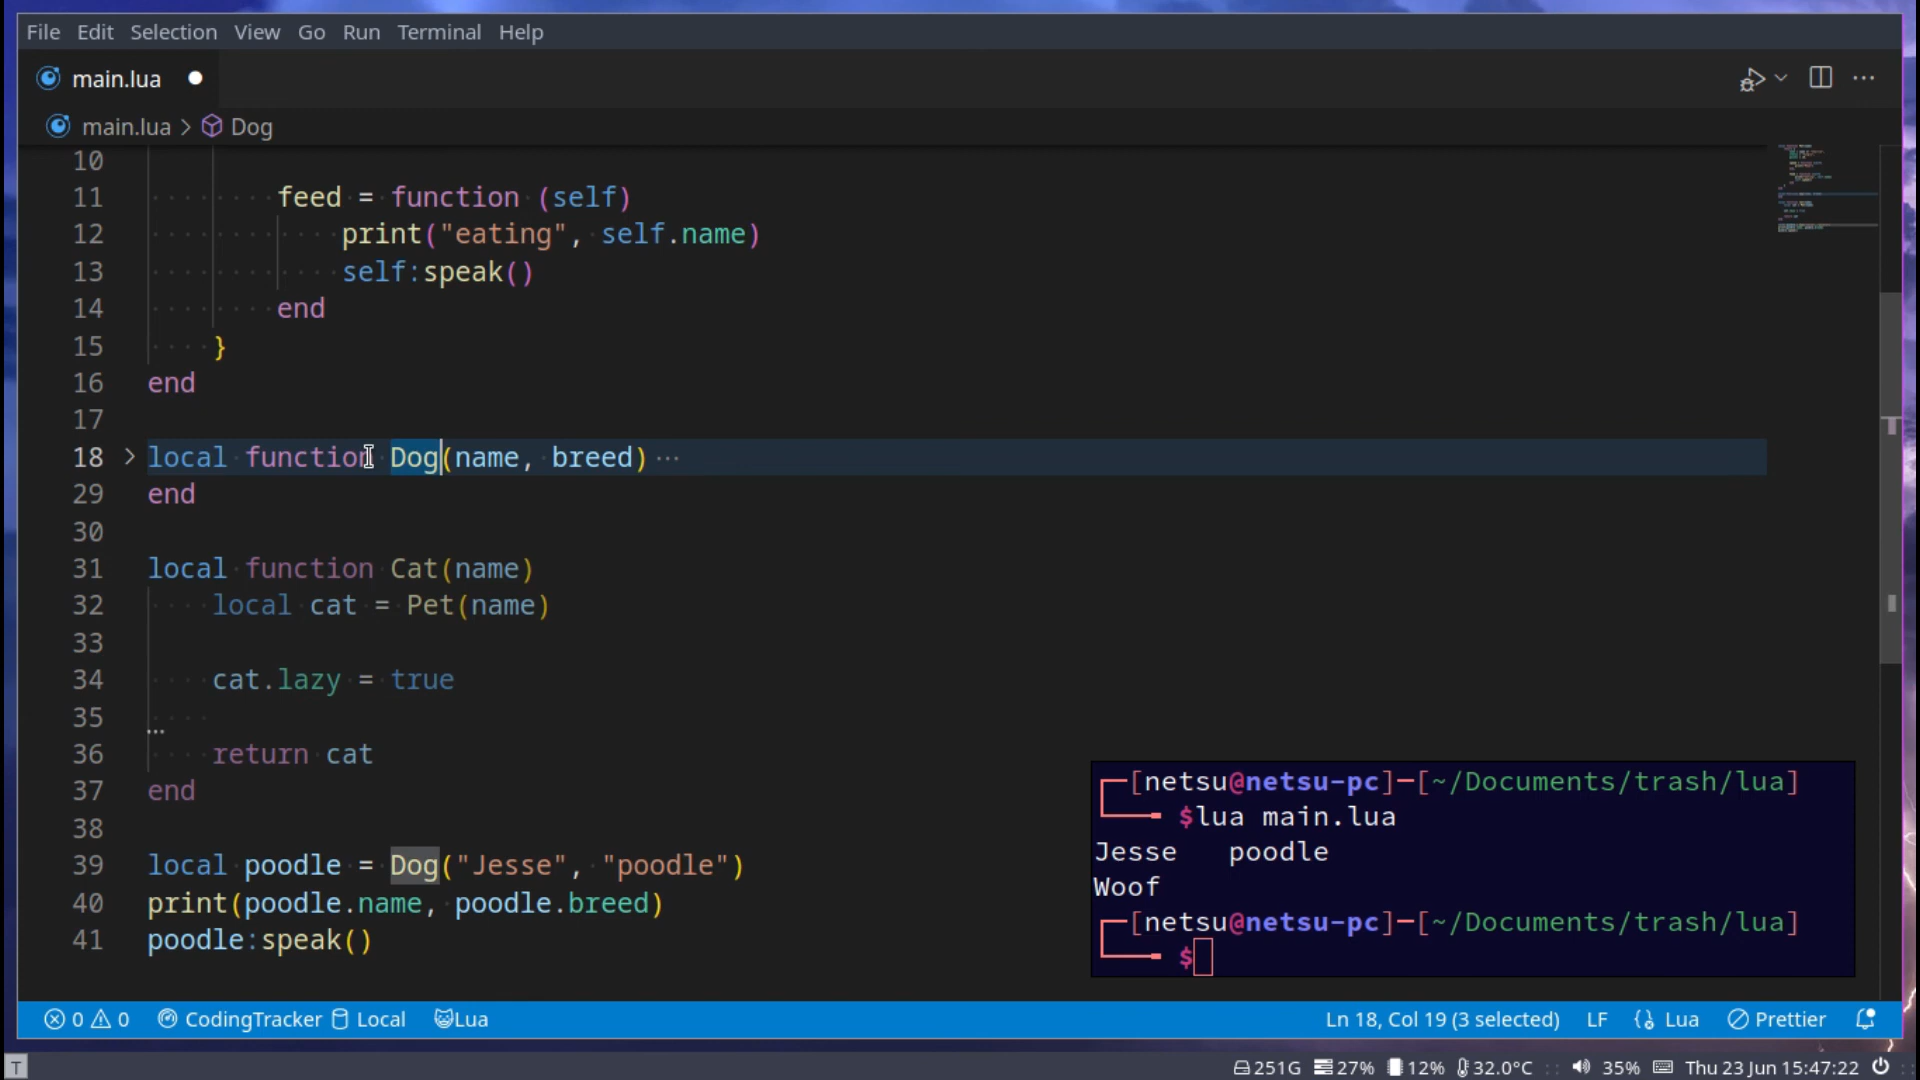 File Edit Selection View Go Run Terminal Help
main.lua
main.lua > Dog
10
11 feed = function (self)
12 print("eating", self.name)
13 self:speak()
14 end
15 }
16 end
17
18 local function Dog(name, breed) ···
29 end
30
31 local function Cat(name)
32 local cat = Pet(name)
33
34 cat.lazy = true
35
36 return cat
37 end
38
39 local poodle = Dog("Jesse", "poodle")
40 print(poodle.name, poodle.breed)
41 poodle:speak()
[netsu@netsu-pc]-[~/Documents/trash/lua]
$lua main.lua
Jesse poodle
Woof
[netsu@netsu-pc]-[~/Documents/trash/lua]
$
0 0 CodingTracker Local Lua Ln 18, Col 19 (3 selected) LF Lua Prettier
T 251G 27% 12% 32.0°C 35% Thu 23 Jun 15:47:22